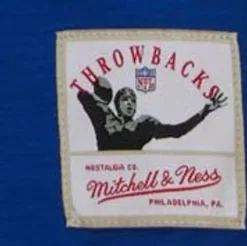 THROWBACKS
NFL
NOSTALGIA CO.
Mitchell & Ness
PHILADELPHIA, PA.